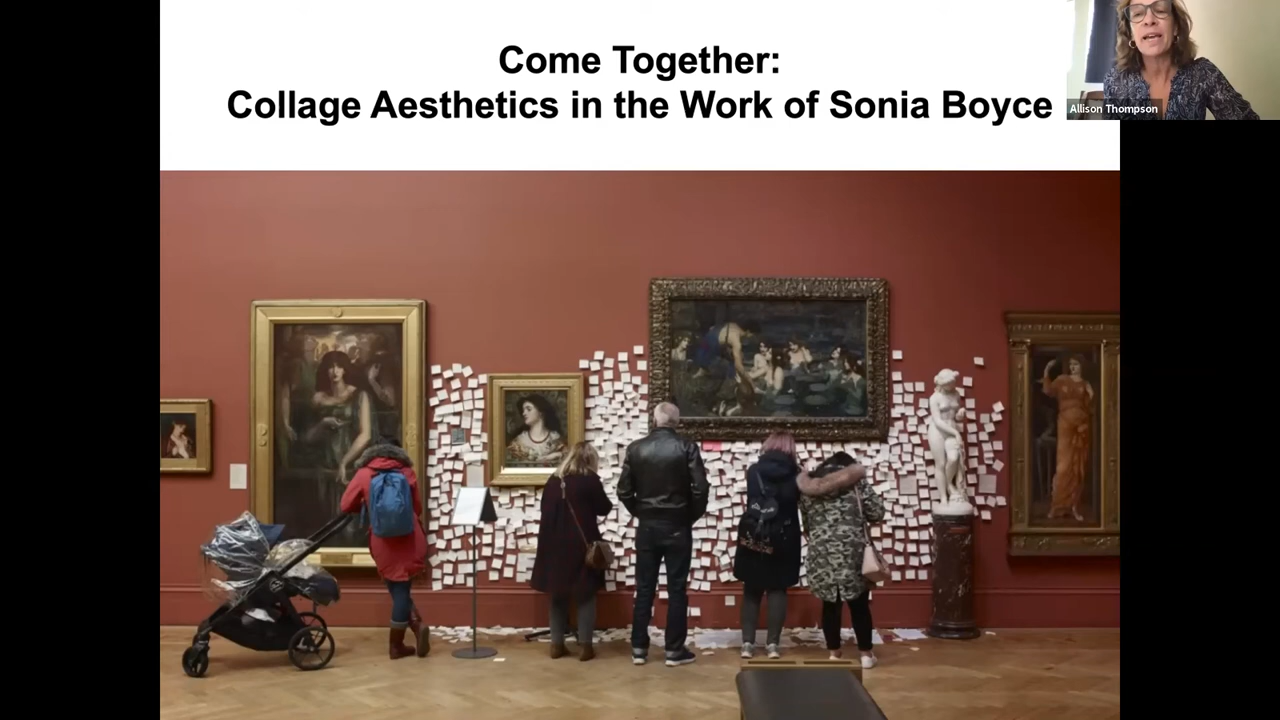 Come Together:
Collage Aesthetics in the Work of Sonia Boyce
Allison Thompson